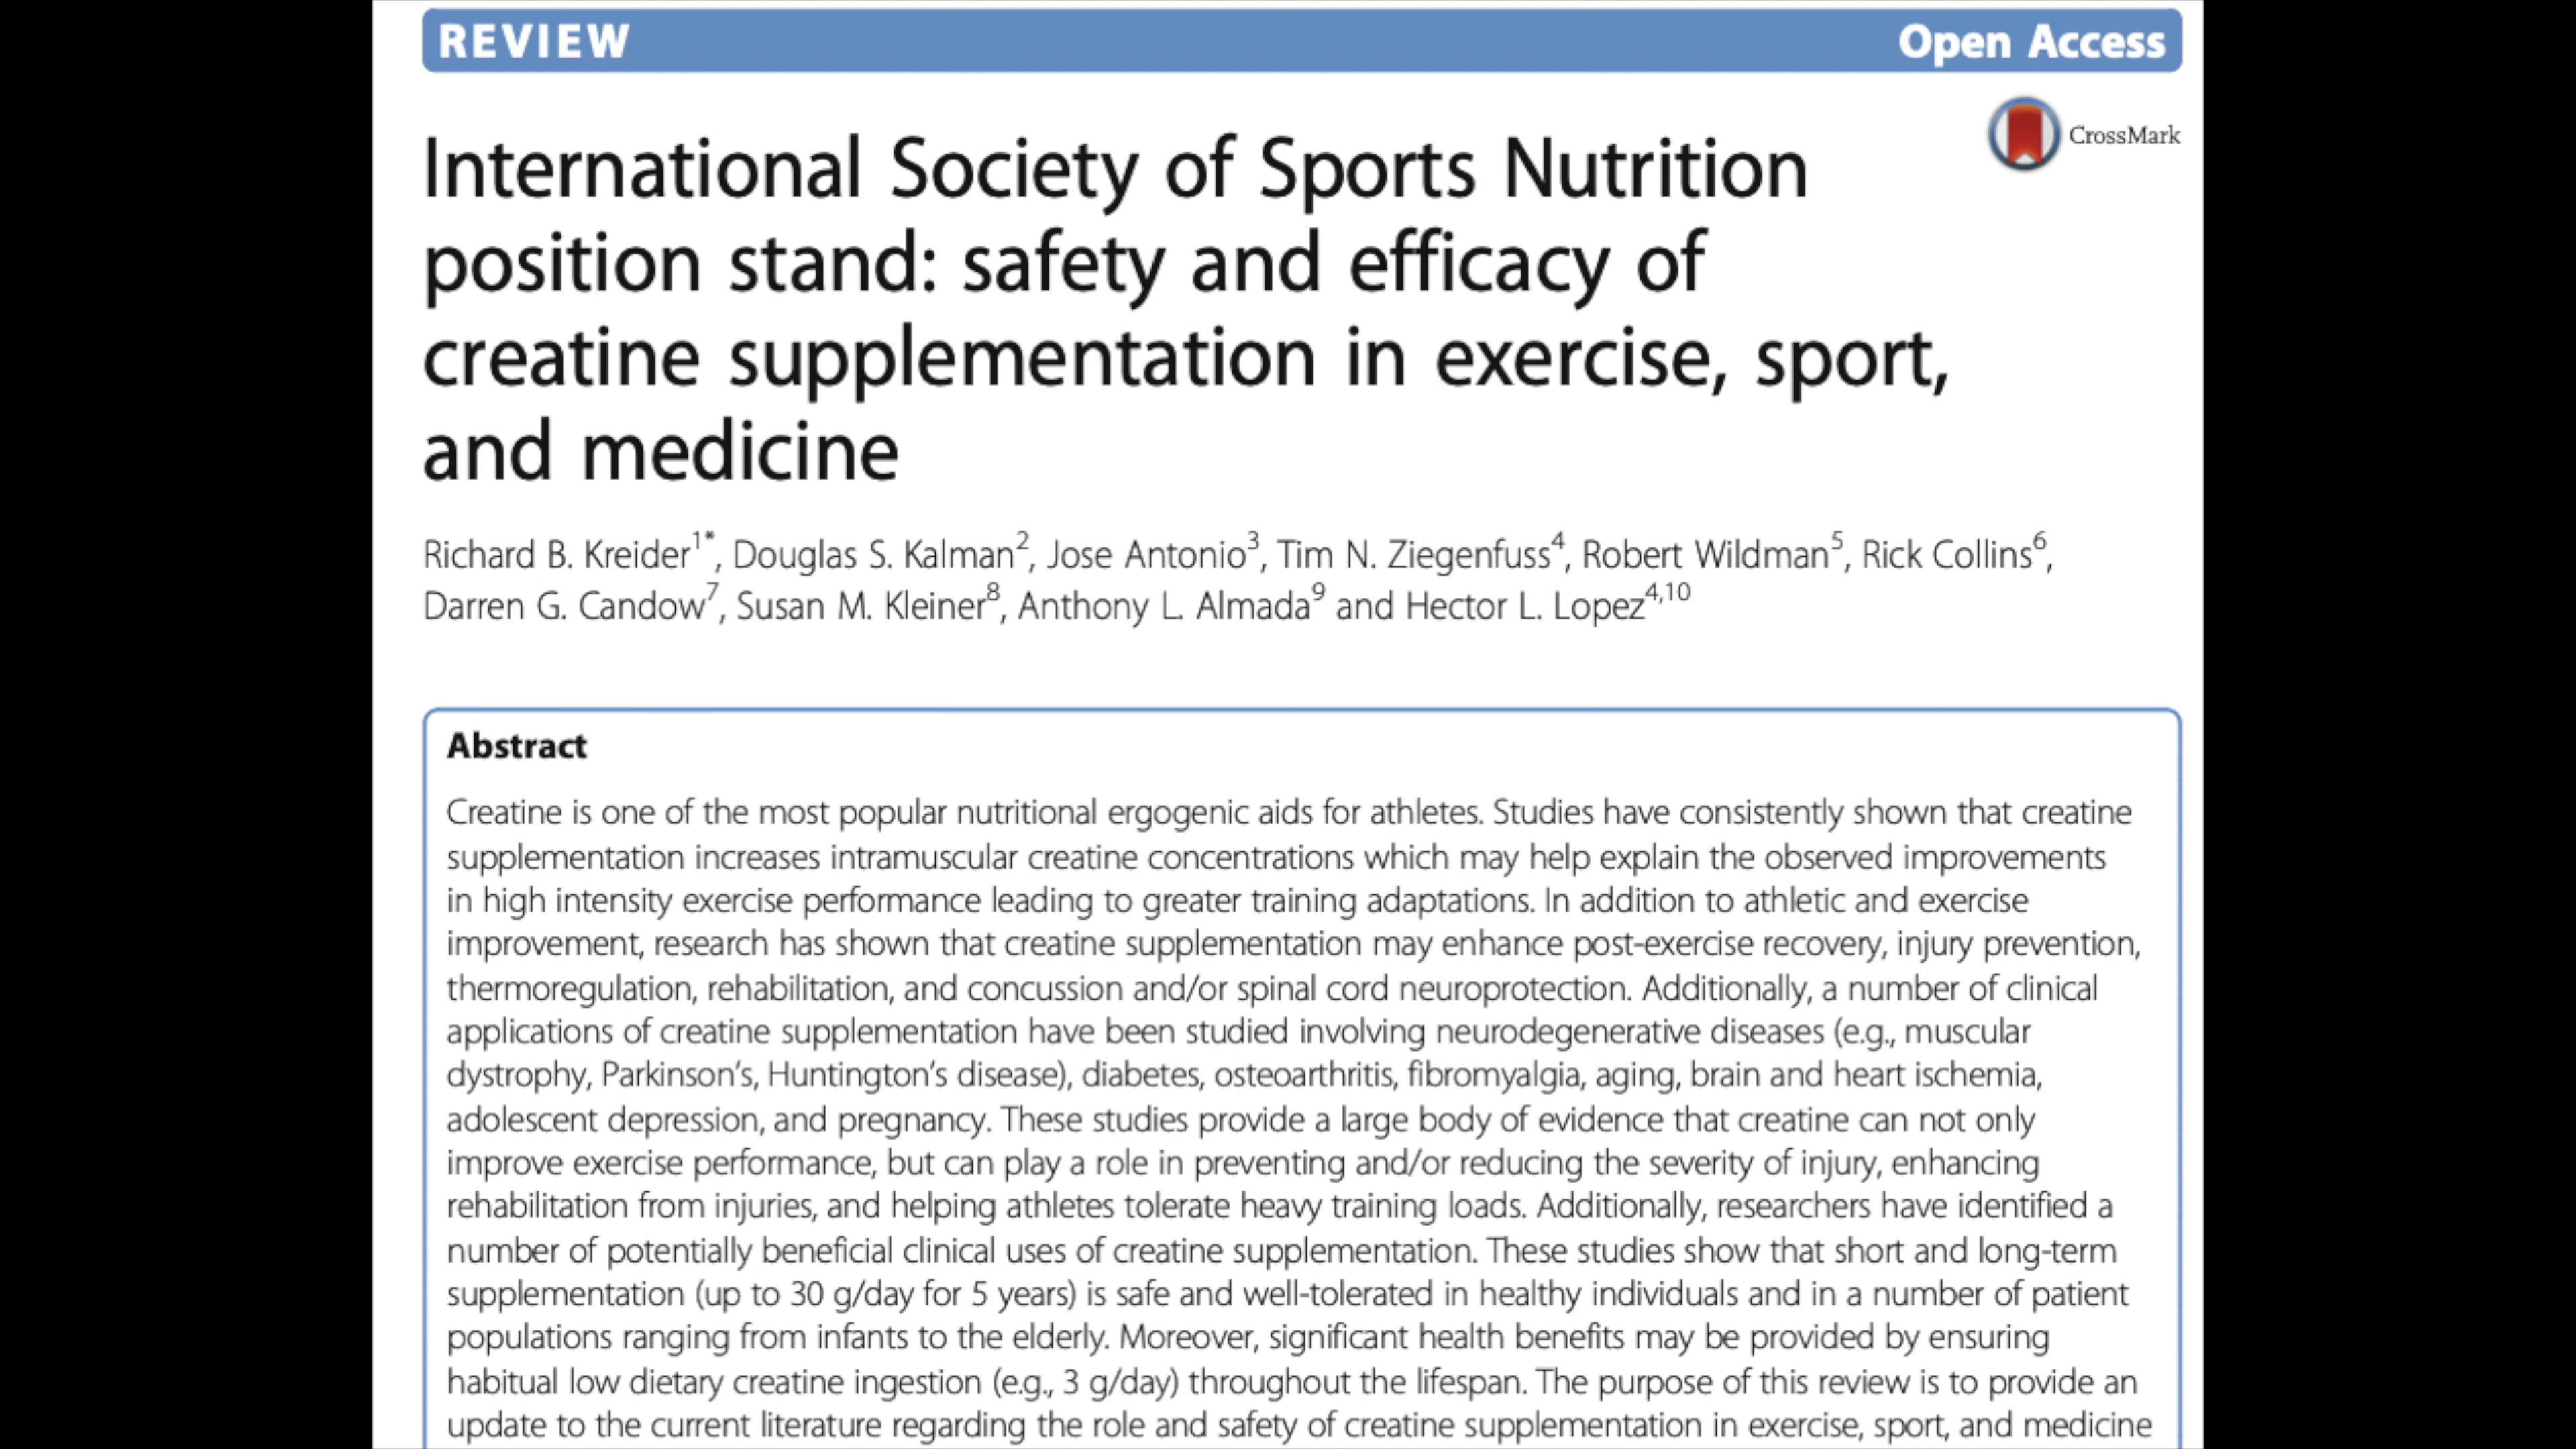 REVIEW Open Access
CrossMark
International Society of Sports Nutrition
position stand: safety and efficacy of
creatine supplementation in exercise, sport,
and medicine
Richard B. Kreider1*, Douglas S. Kalman2, Jose Antonio3, Tim N. Ziegenfuss4, Robert Wildman5, Rick Collins6,
Darren G. Candow7, Susan M. Kleiner8, Anthony L. Almada9 and Hector L. Lopez4,10
Abstract
Creatine is one of the most popular nutritional ergogenic aids for athletes. Studies have consistently shown that creatine
supplementation increases intramuscular creatine concentrations which may help explain the observed improvements
in high intensity exercise performance leading to greater training adaptations. In addition to athletic and exercise
improvement, research has shown that creatine supplementation may enhance post-exercise recovery, injury prevention,
thermoregulation, rehabilitation, and concussion and/or spinal cord neuroprotection. Additionally, a number of clinical
applications of creatine supplementation have been studied involving neurodegenerative diseases (e.g., muscular
dystrophy, Parkinson's, Huntington's disease), diabetes, osteoarthritis, fibromyalgia, aging, brain and heart ischemia,
adolescent depression, and pregnancy. These studies provide a large body of evidence that creatine can not only
improve exercise performance, but can play a role in preventing and/or reducing the severity of injury, enhancing
rehabilitation from injuries, and helping athletes tolerate heavy training loads. Additionally, researchers have identified a
number of potentially beneficial clinical uses of creatine supplementation. These studies show that short and long-term
supplementation (up to 30 g/day for 5 years) is safe and well-tolerated in healthy individuals and in a number of patient
populations ranging from infants to the elderly. Moreover, significant health benefits may be provided by ensuring
habitual low dietary creatine ingestion (e.g., 3 g/day) throughout the lifespan. The purpose of this review is to provide an
update to the current literature regarding the role and safety of creatine supplementation in exercise, sport, and medicine